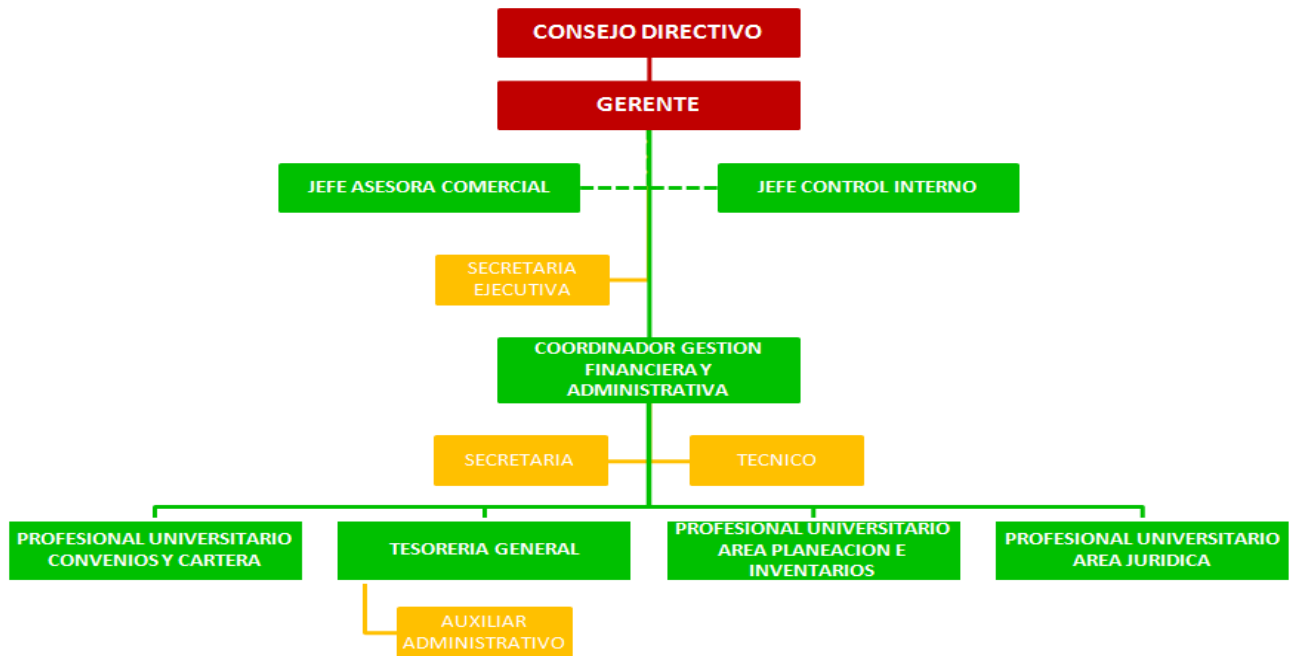 CONSEJO DIRECTIVO
GERENTE
JEFE ASESORA COMERCIAL
JEFE CONTROL INTERNO
SECRETARIA
EJECUTIVA
COORDINADOR GESTION
FINANCIERA Y
ADMINISTRATIVA
SECRETARIA
TECNICO
PROFESIONAL UNIVERSITARIO
CONVENIOS Y CARTERA
TESORERIA GENERAL
PROFESIONAL UNIVERSITARIO
AREA PLANEACION E
INVENTARIOS
PROFESIONAL UNIVERSITARIO
AREA JURIDICA
AUXILIAR
ADMINISTRATIVO